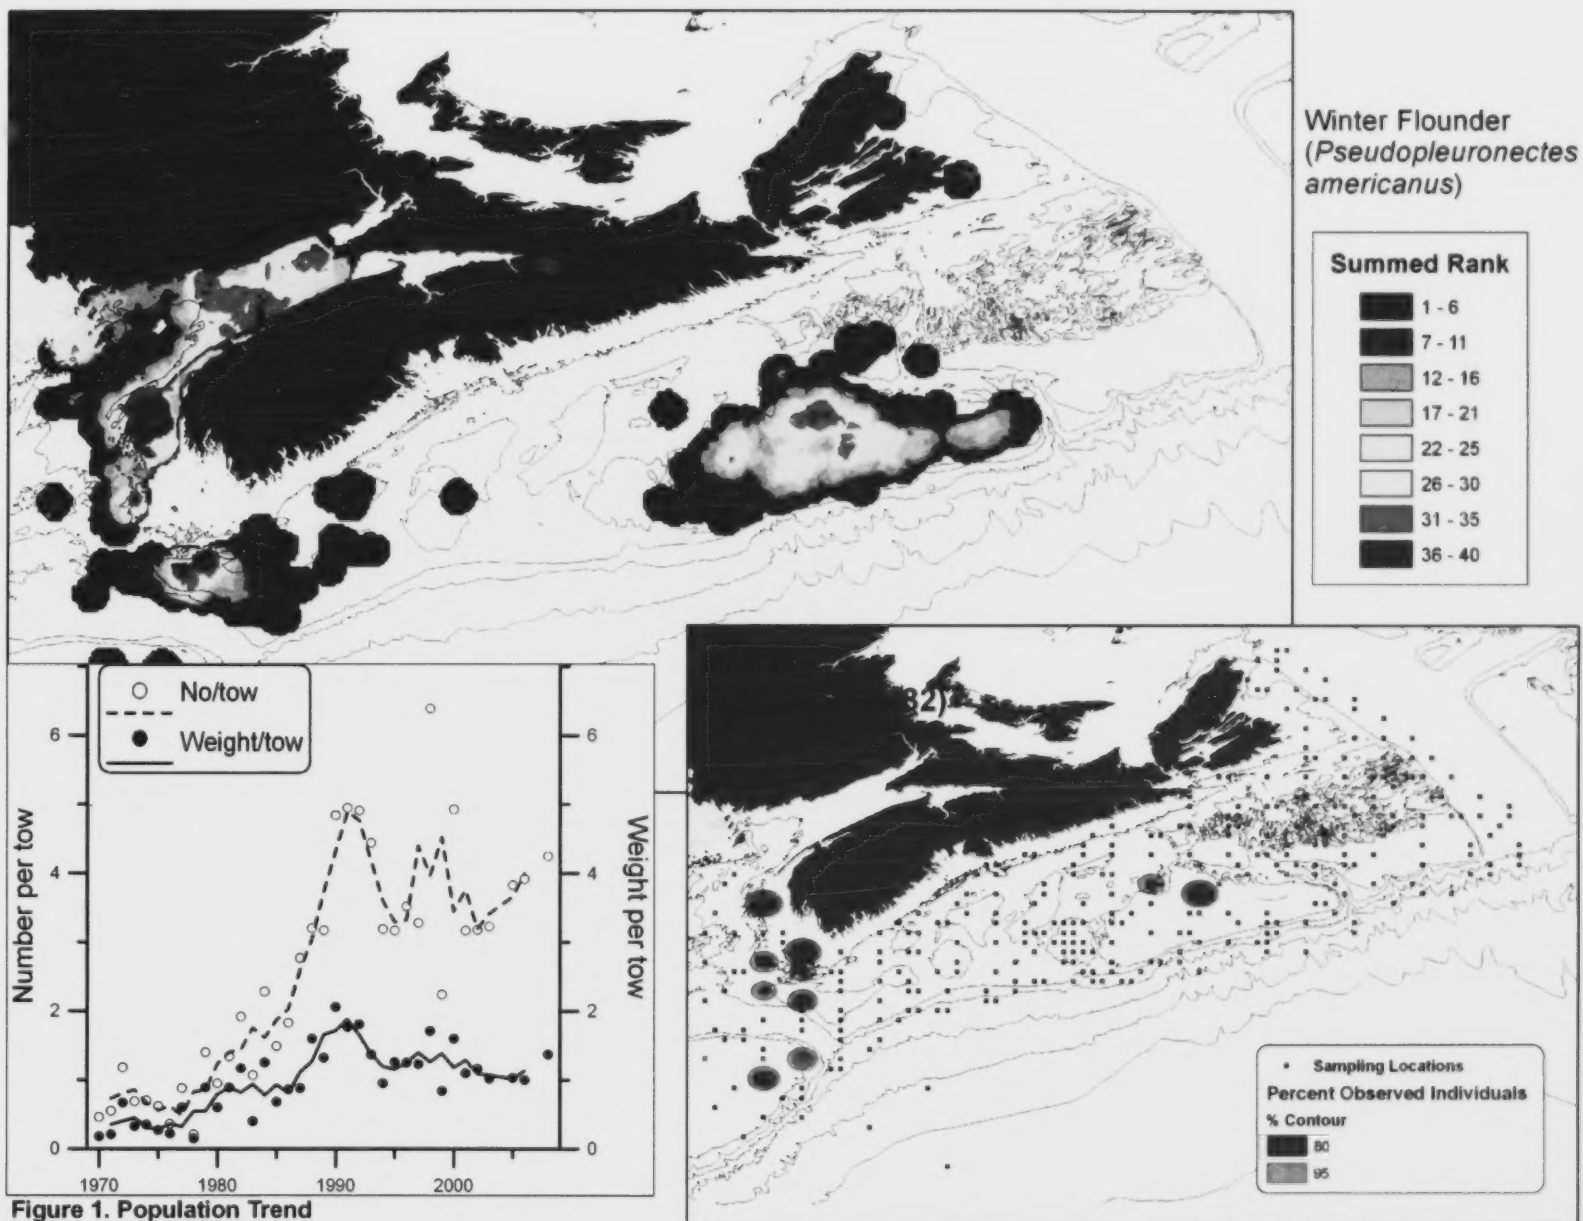 Winter Flounder
(Pseudopleuronectes
americanus)
Summed Rank
1 - 6
7 - 11
12 - 16
17 - 21
22 - 25
26 - 30
31 - 35
36 - 40
No/tow
Weight/tow
Number per tow
6
4
2
0
Weight per tow
6
4
2
0
1970
1980
1990
2000
Figure 1. Population Trend
32)
Sampling Locations
Percent Observed Individuals
% Contour
80
95